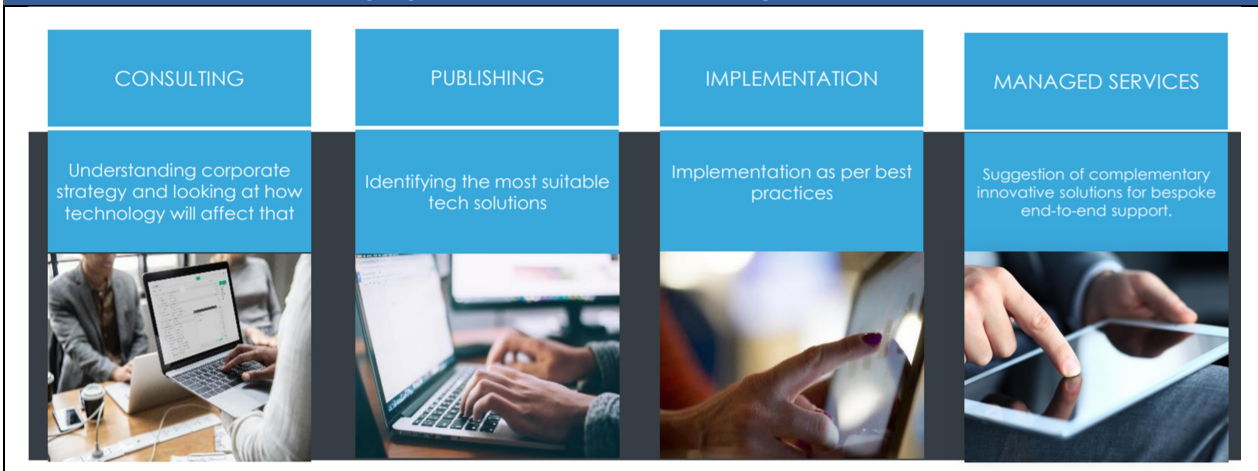 CONSULTING
Understanding corporate
strategy and looking at how
technology will affect that
PUBLISHING
Identifying the most suitable
tech solutions
IMPLEMENTATION
Implementation as per best
practices
MANAGED SERVICES
Suggestion of complementary
innovative solutions for bespoke
end-to-end support.